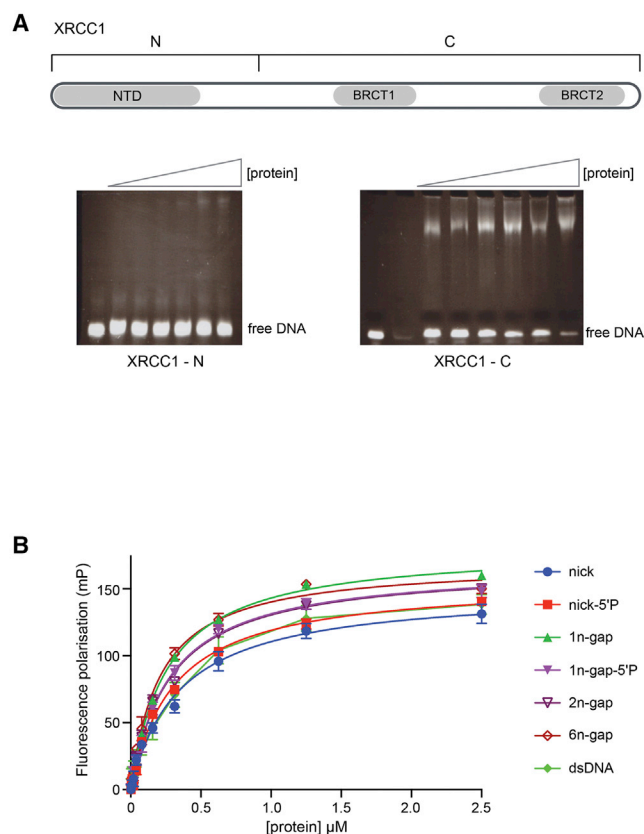 A
XRCC1
N
C
NTD
BRCT1
BRCT2
[protein]
[protein]
free DNA
free DNA
XRCC1 - N
XRCC1 - C
B
Fluorescence polarisation (mP)
150
100
50
0
0
0.5
1.0
1.5
2.0
2.5
[protein] µM
nick
nick-5'P
1n-gap
1n-gap-5'P
2n-gap
6n-gap
dsDNA